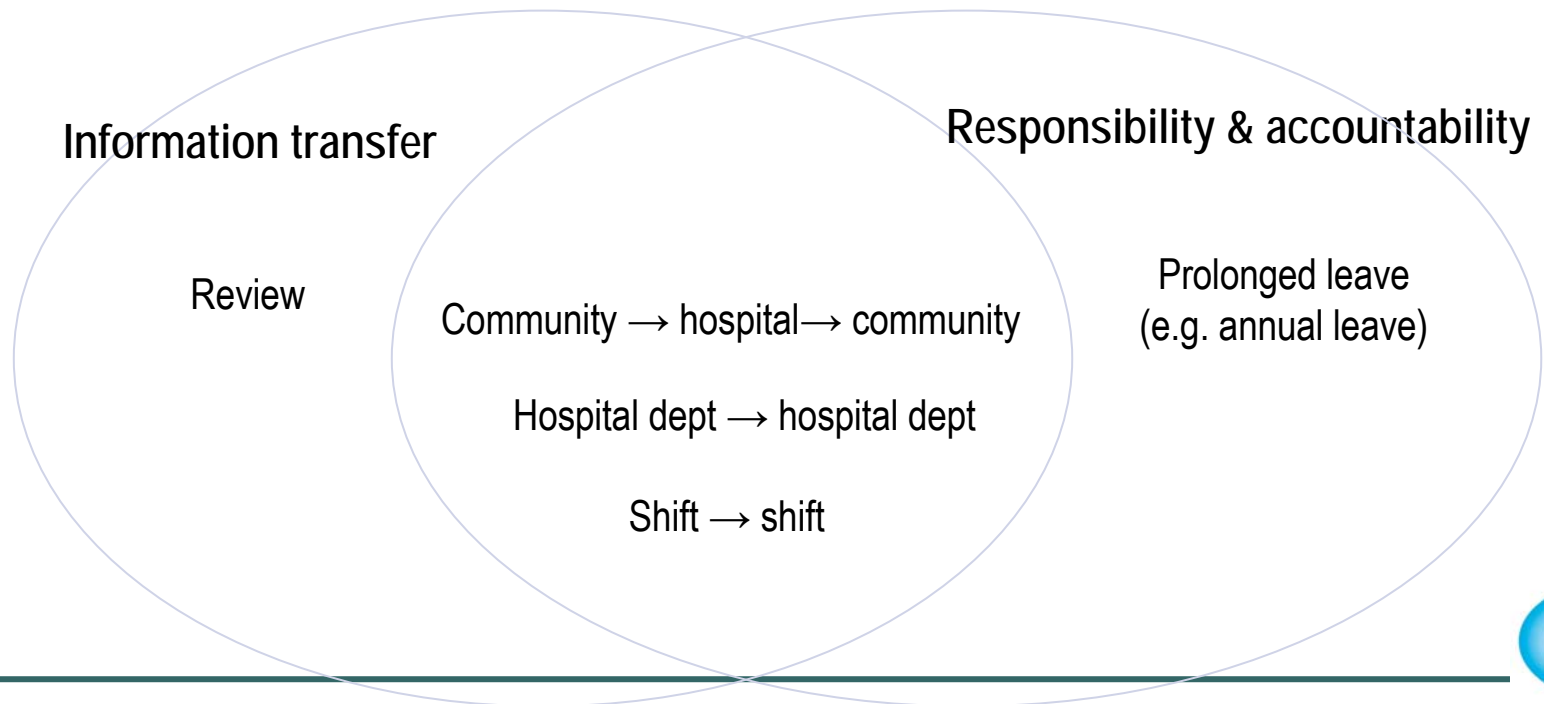 Information transfer
Responsibility & accountability
Review
Community → hospital→ community
Hospital dept → hospital dept
Shift → shift
Prolonged leave
(e.g. annual leave)